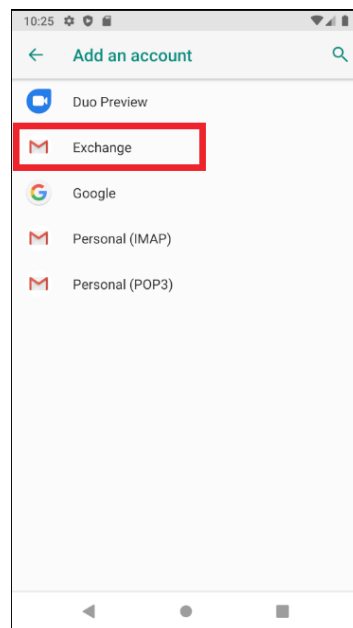 10:25
Add an account
Duo Preview
Exchange
Google
Personal (IMAP)
Personal (POP3)